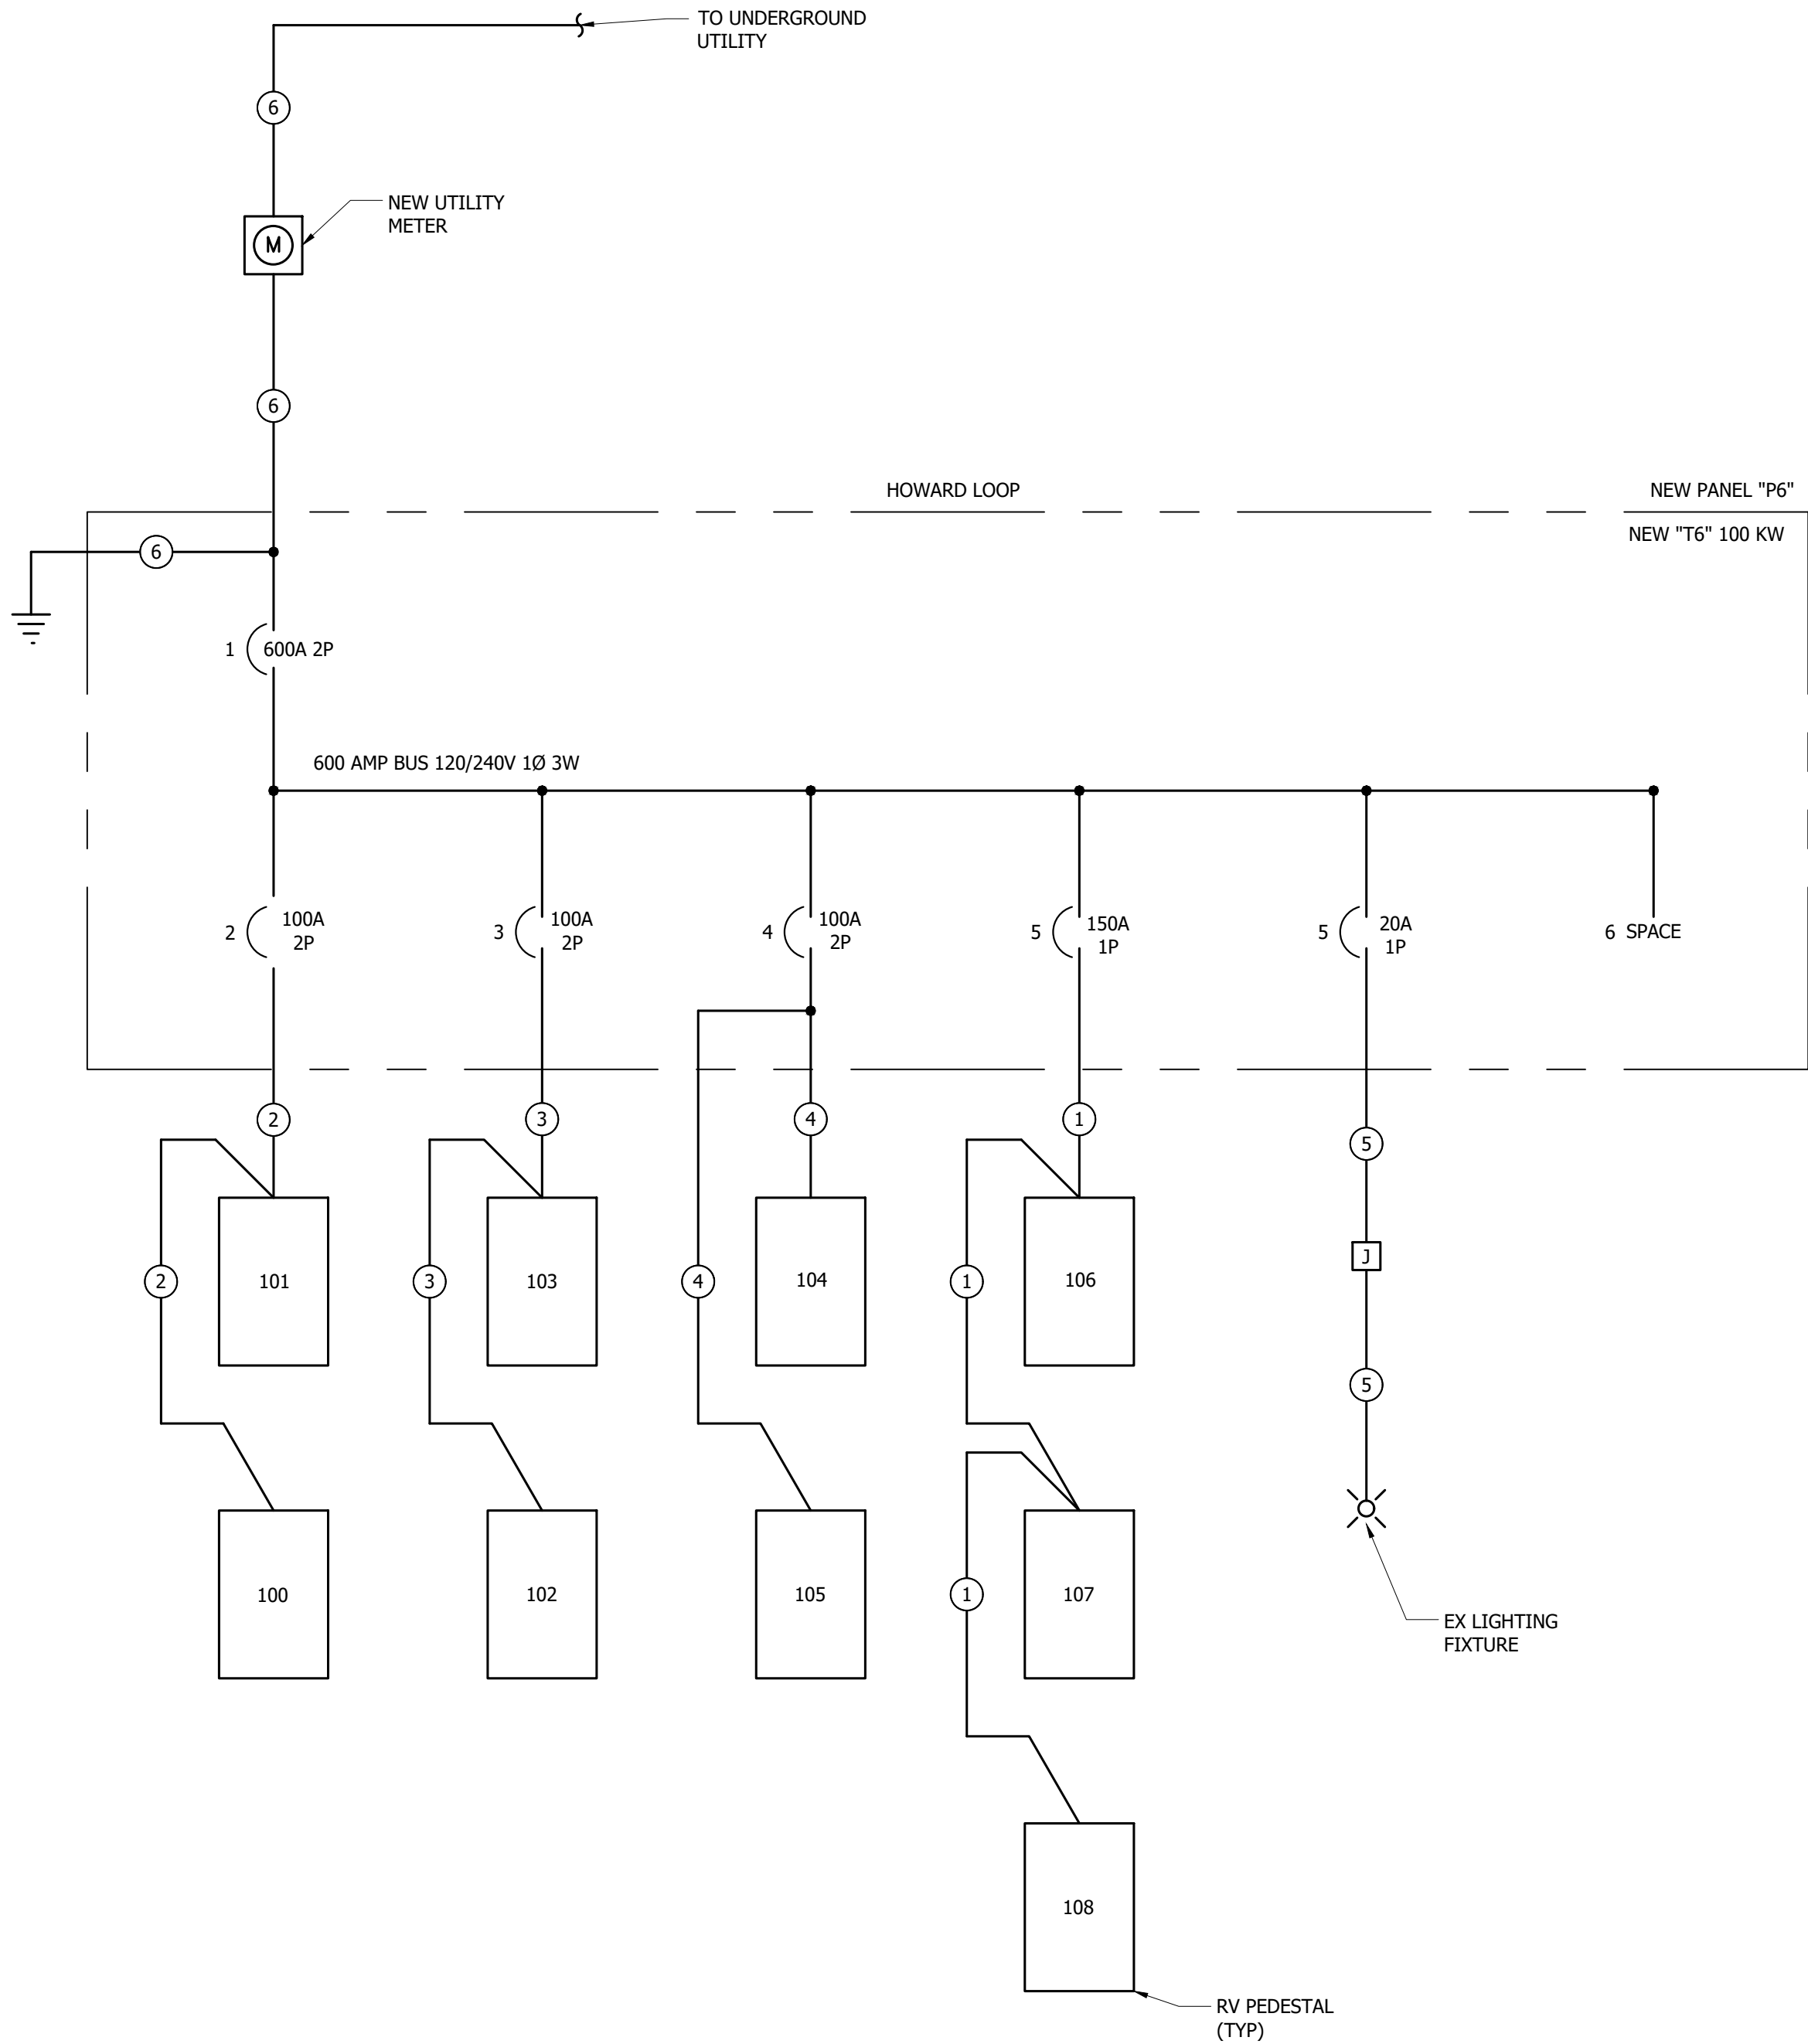 TO UNDERGROUND
UTILITY
6
NEW UTILITY
METER
M
6
HOWARD LOOP
NEW PANEL "P6"
NEW "T6" 100 KW
6
1
600A 2P
600 AMP BUS 120/240V 1Ø 3W
2
100A
2P
3
100A
2P
4
100A
2P
5
150A
1P
5
20A
1P
6 SPACE
2
3
4
1
5
J
2
101
3
103
4
104
1
106
5
100
102
105
1
107
EX LIGHTING
FIXTURE
108
RV PEDESTAL
(TYP)